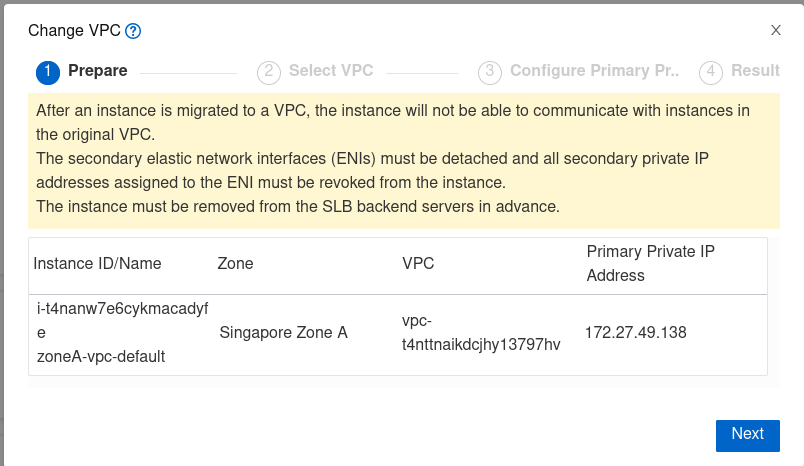 Change VPC ?
1 Prepare 2 Select VPC 3 Configure Primary Pr.. 4 Result
After an instance is migrated to a VPC, the instance will not be able to communicate with instances in
the original VPC.
The secondary elastic network interfaces (ENIs) must be detached and all secondary private IP
addresses assigned to the ENI must be revoked from the instance.
The instance must be removed from the SLB backend servers in advance.
Instance ID/Name Zone VPC Primary Private IP
Address
i-t4nanw7e6cykmacadyf
e
zoneA-vpc-default
Singapore Zone A
vpc-
t4nttnaikdcjhy13797hv
172.27.49.138
Next